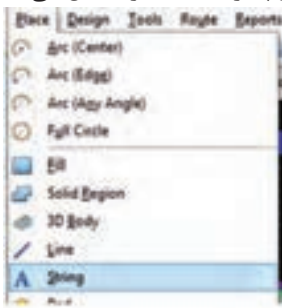 Place Design Tools Route Reports
Arc (Center)
Arc (Edge)
Arc (Any Angle)
Full Circle
Fill
Solid Region
3D Body
Line
String